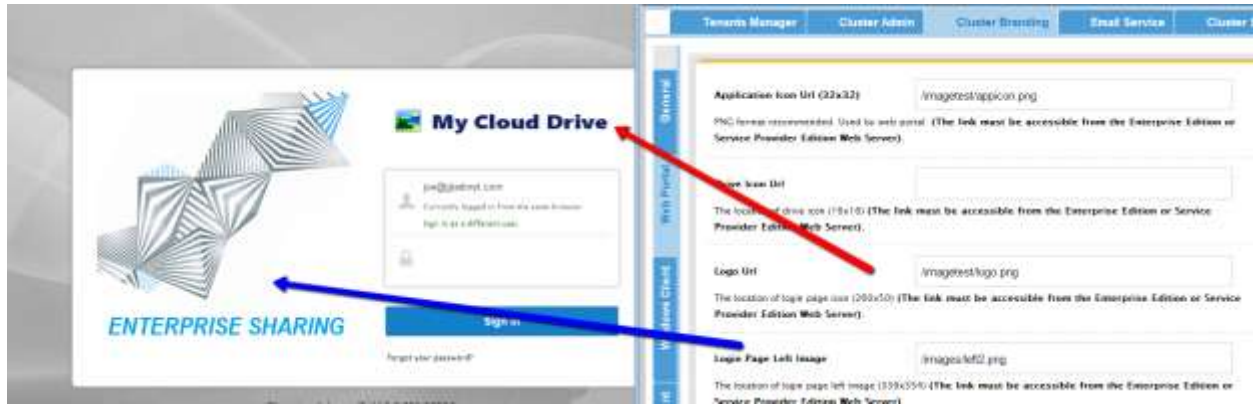 My Cloud Drive
Currently logged in from the same browser
Sign in as a different user
ENTERPRISE SHARING
Sign in
Forgot your password?
Tenants Manager
Cluster Admin
Cluster Branding
Email Service
Cluster
General
Web Portal
Windows Client
Application Icon Url (32x32)
/imagetest/appicon.png
PNG format recommended. Used by web portal. (The link must be accessible from the Enterprise Edition or
Service Provider Edition Web Server).
Icon Url
The location of drive icon (16x16) (The link must be accessible from the Enterprise Edition or Service
Provider Edition Web Server).
Logo Url
/imagetest/logo.png
The location of login page icon (200x50) (The link must be accessible from the Enterprise Edition or Service
Provider Edition Web Server).
Login Page Left Image
/images/left2.png
The location of login page left image (The link must be accessible from the Enterprise Edition or
Service Provider Edition Web Server).